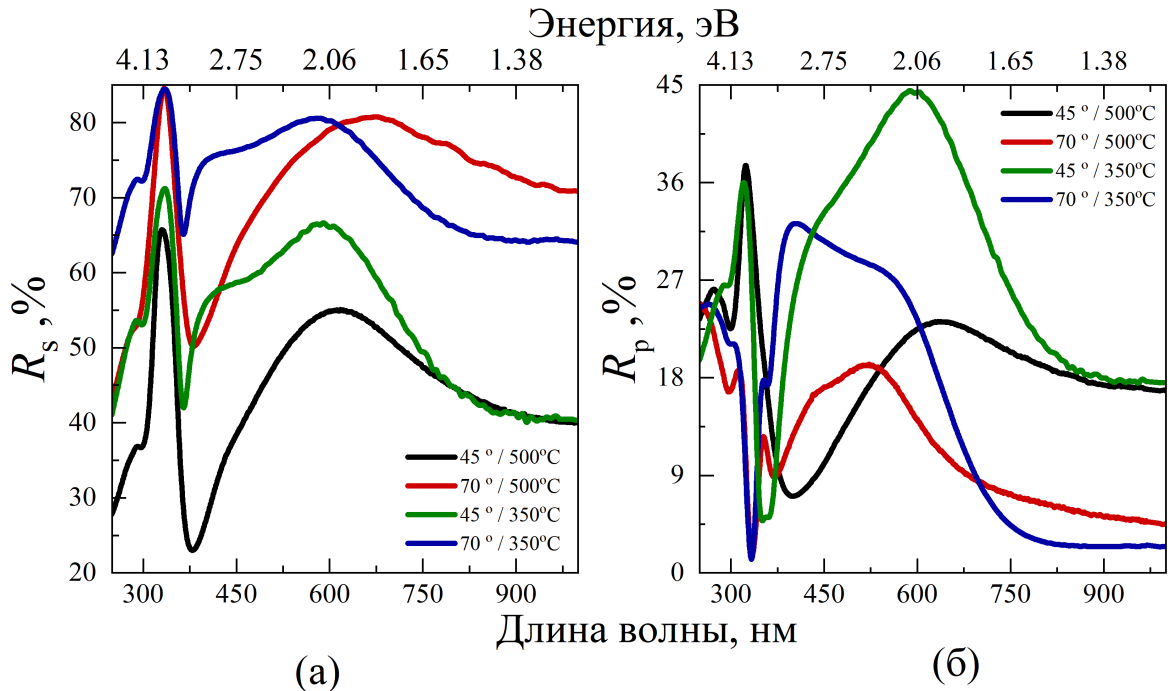 Энергия, эВ
4.13 2.75 2.06 1.65 1.38
4.13 2.75 2.06 1.65 1.38
80
70
60
50
40
30
20
Rs ,%
45 º / 500ºC
70 º / 500ºC
45 º / 350ºC
70 º / 350ºC
300 450 600 750 900
45
36
27
18
9
0
Rp ,%
45 º / 500ºC
70 º / 500ºC
45 º / 350ºC
70 º / 350ºC
300 450 600 750 900
Длина волны, нм
(а) (б)